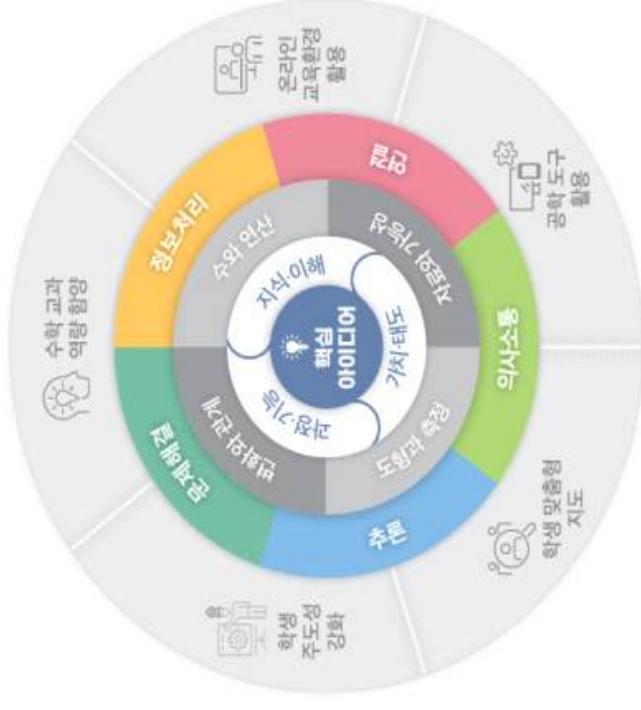 핵심
아이디어
지식·이해
가치·태도
과정·기능
수와 연산
자료와 가능성
도형과 측정
변화와 관계
정보처리
연결
의사소통
추론
문제해결
수학 교과
역량 함양
온라인
교육환경
활용
공학 도구
활용
학생 맞춤형
지도
학생
주도성
강화